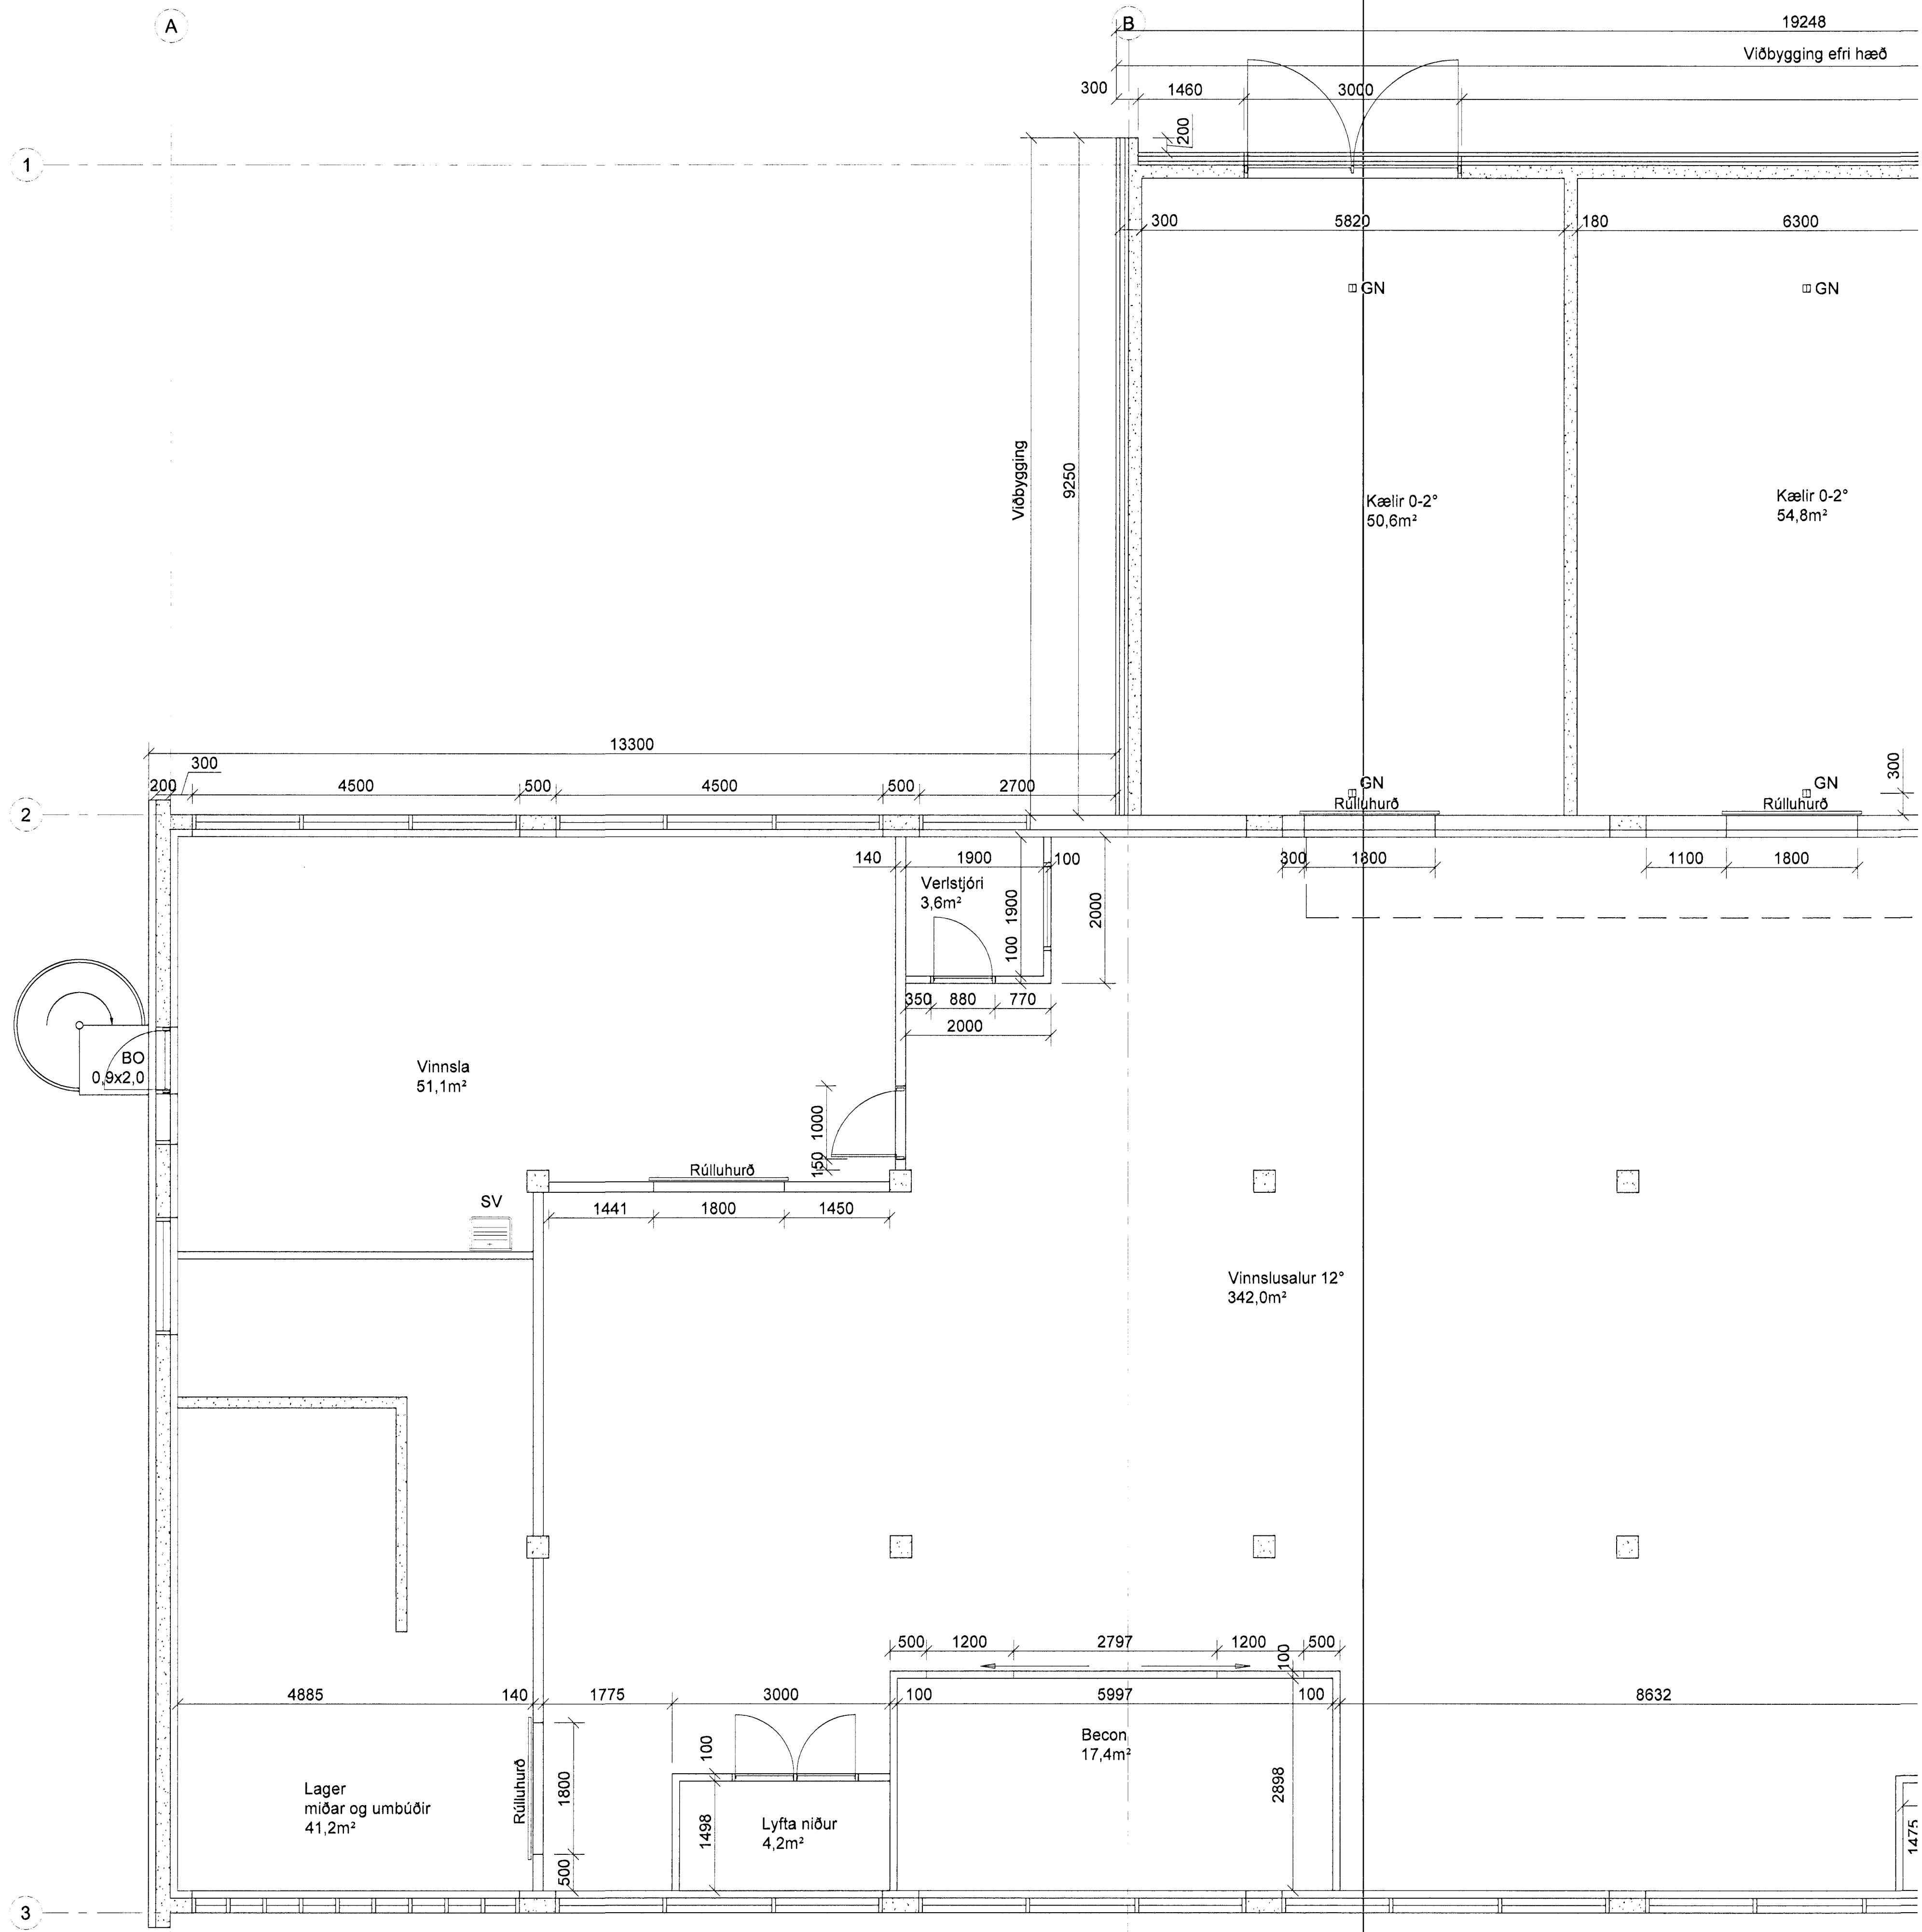 A
B
19248
Viðbygging efri hæð
300
1460
3000
200
1
300
5820
180
6300
GN
GN
Viðbygging
9250
Kælir 0-2°
50,6m²
Kælir 0-2°
54,8m²
13300
300
200
4500
500
4500
500
2700
GN
Rúlluhurð
GN
Rúlluhurð
300
2
140
1900
100
Verlstjóri
3,6m²
1900
100
2000
300
1800
1100
1800
350
880
770
2000
BO
0,9x2,0
Vinnsla
51,1m²
1000
150
Rúlluhurð
SV
1441
1800
1450
Vinnslusalur 12°
342,0m²
500
1200
2797
1200
500
100
4885
140
1775
3000
100
5997
100
8632
Becon
17,4m²
100
Rúlluhurð
1800
2898
Lager
miðar og umbúðir
41,2m²
1498
Lyfta niður
4,2m²
1475
500
3